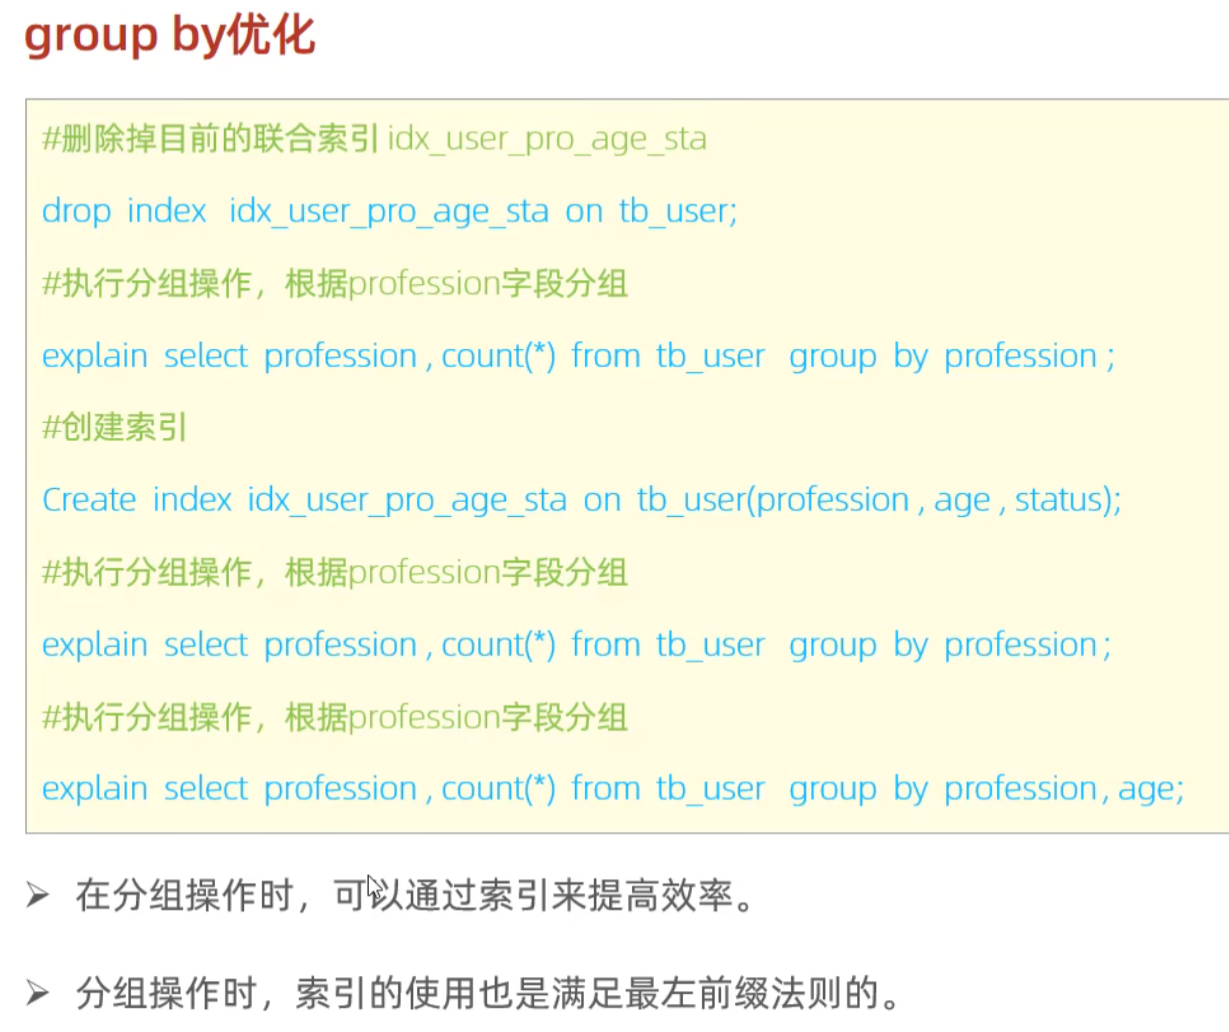 group by优化
#删除掉目前的联合索引 idx_user_pro_age_sta
drop index idx_user_pro_age_sta on tb_user;
#执行分组操作，根据profession字段分组
explain select profession , count(*) from tb_user group by profession ;
#创建索引
Create index idx_user_pro_age_sta on tb_user(profession , age , status);
#执行分组操作，根据profession字段分组
explain select profession , count(*) from tb_user group by profession ;
#执行分组操作，根据profession字段分组
explain select profession , count(*) from tb_user group by profession , age;
➢ 在分组操作时，可以通过索引来提高效率。
➢ 分组操作时，索引的使用也是满足最左前缀法则的。